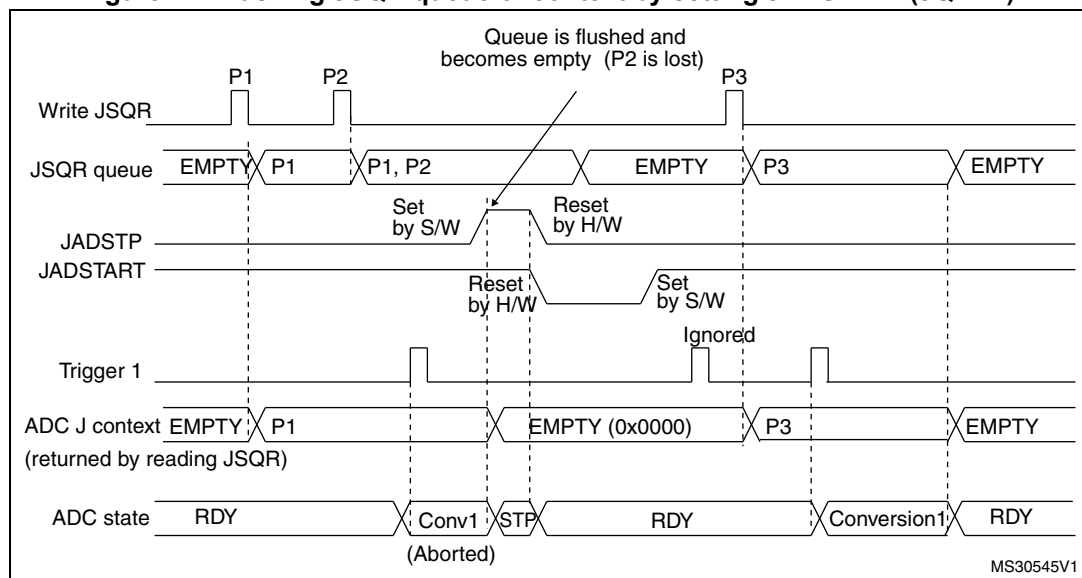 Queue is flushed and
becomes empty (P2 is lost)
P1 P2 P3
Write JSQR
JSQR queue EMPTY P1 P1, P2 EMPTY P3 EMPTY
Set
by S/W
Reset
by H/W
JADSTP
JADSTART
Reset
by H/W
Set
by S/W
Ignored
Trigger 1
ADC J context EMPTY P1 EMPTY (0x0000) P3 EMPTY
(returned by reading JSQR)
ADC state RDY Conv1 STP RDY Conversion1 RDY
(Aborted)
MS30545V1